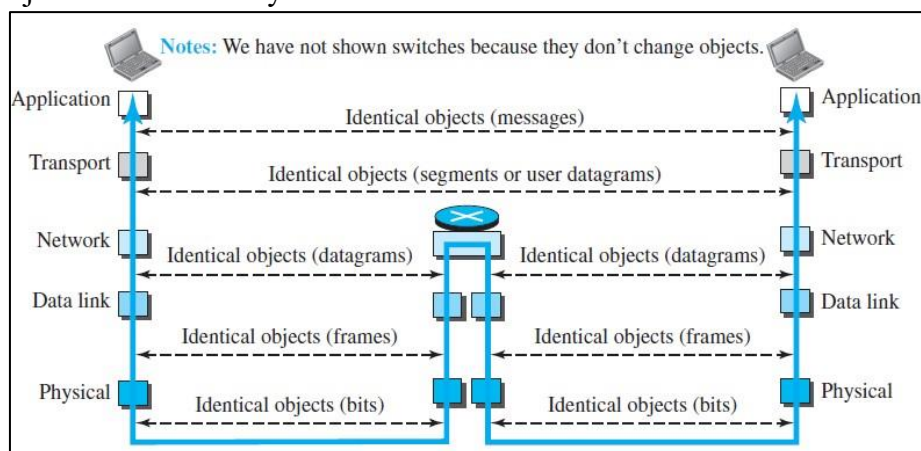 Notes: We have not shown switches because they don't change objects.
Application
Application
Identical objects (messages)
Transport
Transport
Identical objects (segments or user datagrams)
Network
Network
Identical objects (datagrams)
Identical objects (datagrams)
Data link
Data link
Identical objects (frames)
Identical objects (frames)
Physical
Physical
Identical objects (bits)
Identical objects (bits)